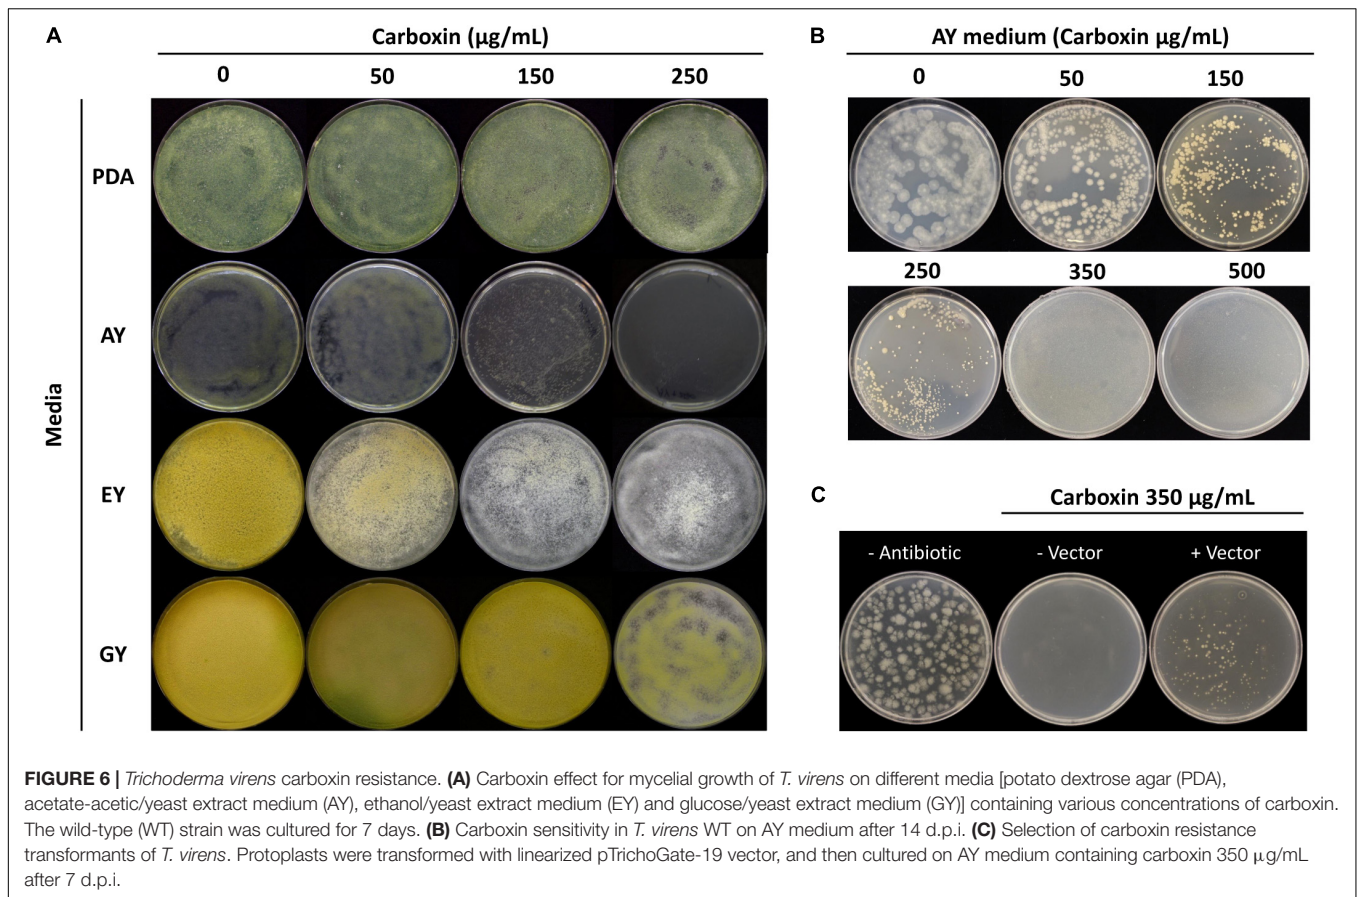 A
Carboxin (µg/mL)
0 50 150 250
PDA
AY
EY
GY
Media
B
AY medium (Carboxin µg/mL)
0 50 150
250 350 500
C
Carboxin 350 µg/mL
- Antibiotic - Vector + Vector
FIGURE 6 | Trichoderma virens carboxin resistance. (A) Carboxin effect for mycelial growth of T. virens on different media [potato dextrose agar (PDA),
acetate-acetic/yeast extract medium (AY), ethanol/yeast extract medium (EY) and glucose/yeast extract medium (GY)] containing various concentrations of carboxin.
The wild-type (WT) strain was cultured for 7 days. (B) Carboxin sensitivity in T. virens WT on AY medium after 14 d.p.i. (C) Selection of carboxin resistance
transformants of T. virens. Protoplasts were transformed with linearized pTrichoGate-19 vector, and then cultured on AY medium containing carboxin 350 µg/mL
after 7 d.p.i.